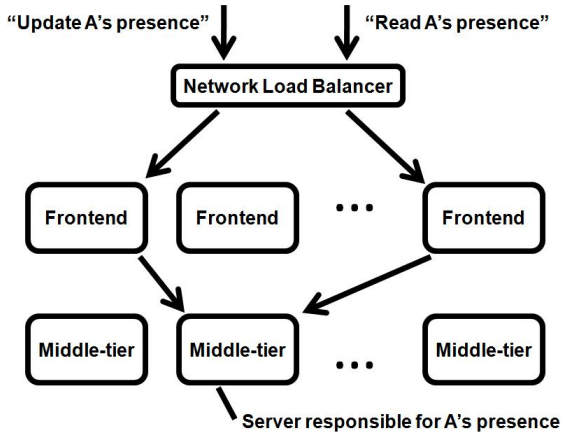 “Update A’s presence” “Read A’s presence”
Network Load Balancer
Frontend Frontend ... Frontend
Middle-tier Middle-tier ... Middle-tier
Server responsible for A’s presence